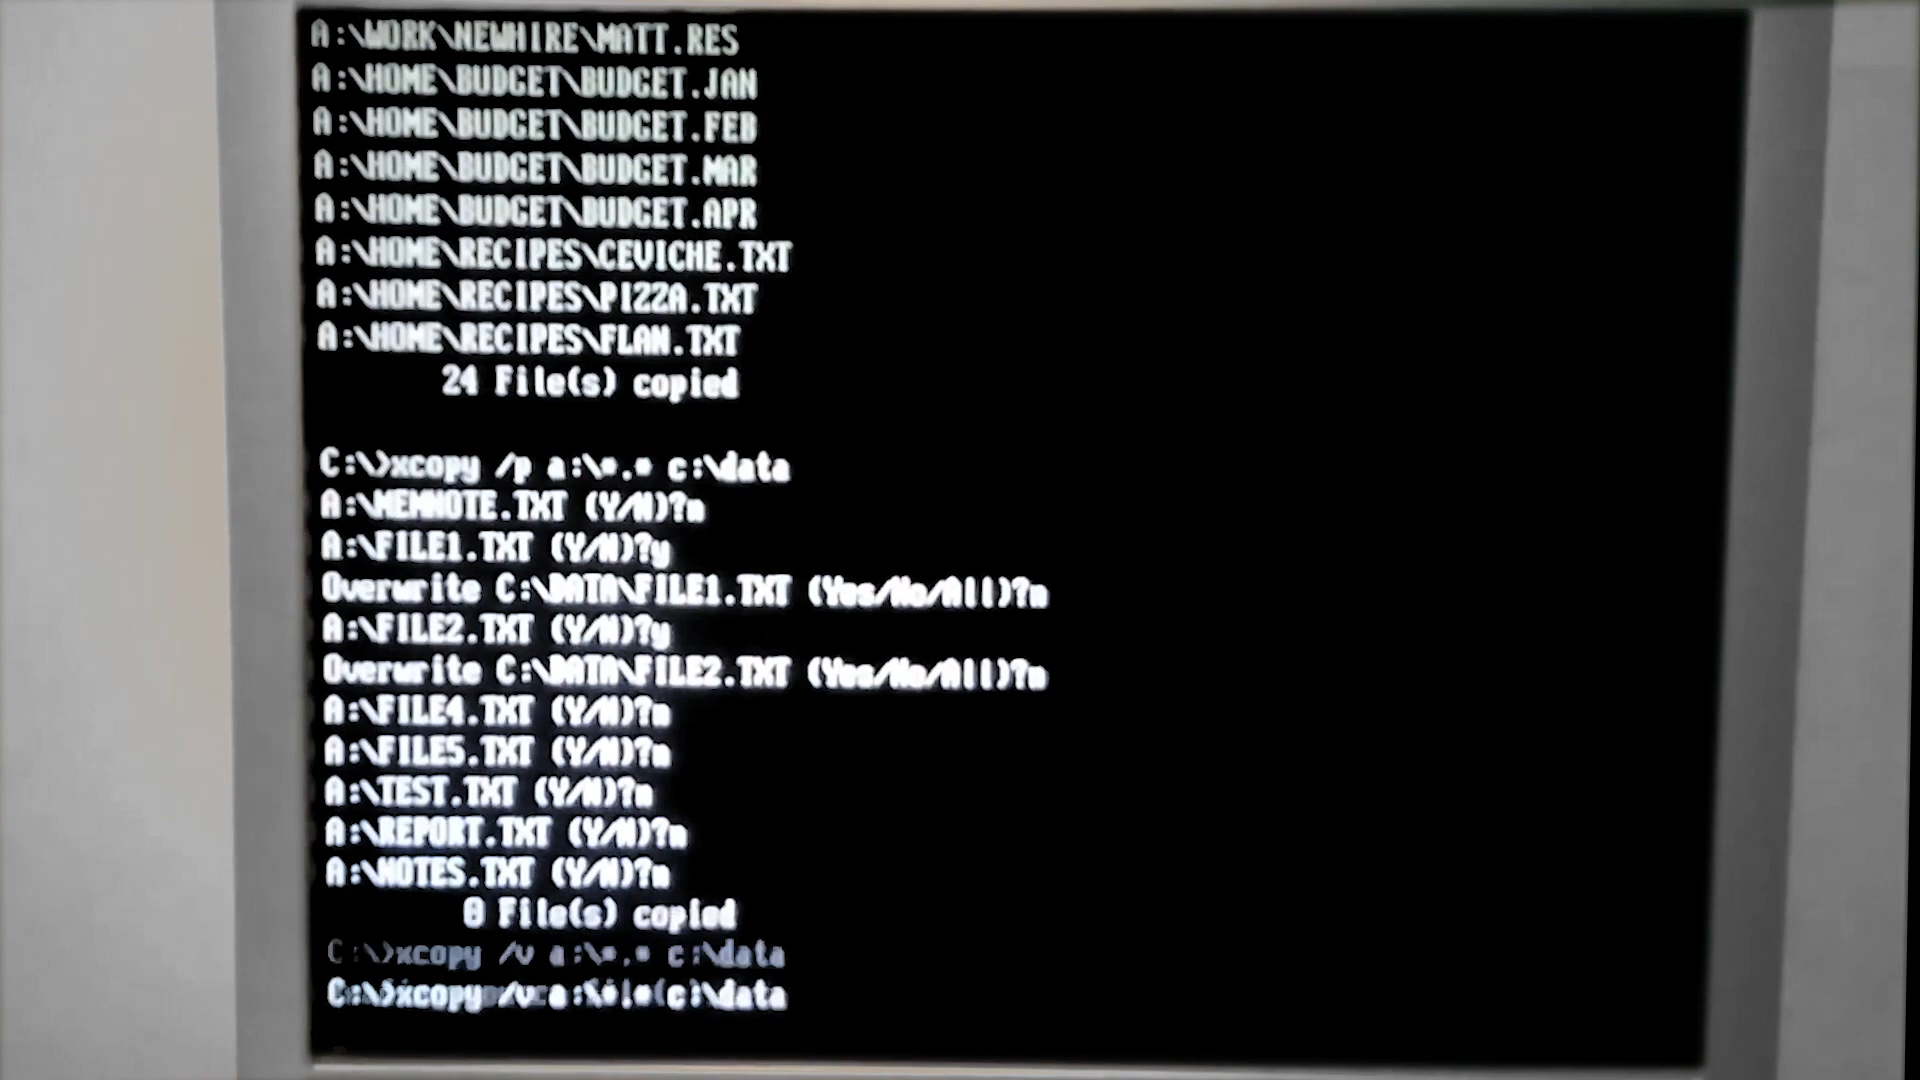 A:\WORK\NEWHIRE\MATT.RES
A:\HOME\BUDGET\BUDGET.JAN
A:\HOME\BUDGET\BUDGET.FEB
A:\HOME\BUDGET\BUDGET.MAR
A:\HOME\BUDGET\BUDGET.APR
A:\HOME\RECIPES\CEVICHE.TXT
A:\HOME\RECIPES\PIZZA.TXT
A:\HOME\RECIPES\FLAN.TXT
24 File(s) copied
C:\>xcopy /p a:\*.* c:\data
A:\MEMNOTE.TXT (Y/N)?n
A:\FILE1.TXT (Y/N)?y
Overwrite C:\DATA\FILE1.TXT (Yes/No/All)?n
A:\FILE2.TXT (Y/N)?y
Overwrite C:\DATA\FILE2.TXT (Yes/No/All)?n
A:\FILE4.TXT (Y/N)?n
A:\FILE5.TXT (Y/N)?n
A:\TEST.TXT (Y/N)?n
A:\REPORT.TXT (Y/N)?n
A:\NOTES.TXT (Y/N)?n
0 File(s) copied
C:\>xcopy /v a:\*.* c:\data
C:\>xcopy /v a:\*.* c:\data